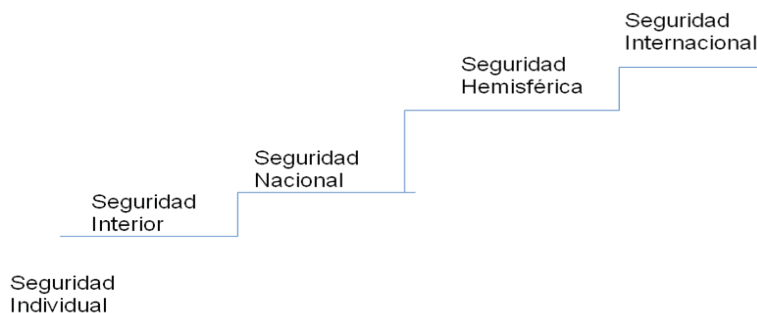 Seguridad
Internacional
Seguridad
Hemisférica
Seguridad
Nacional
Seguridad
Interior
Seguridad
Individual